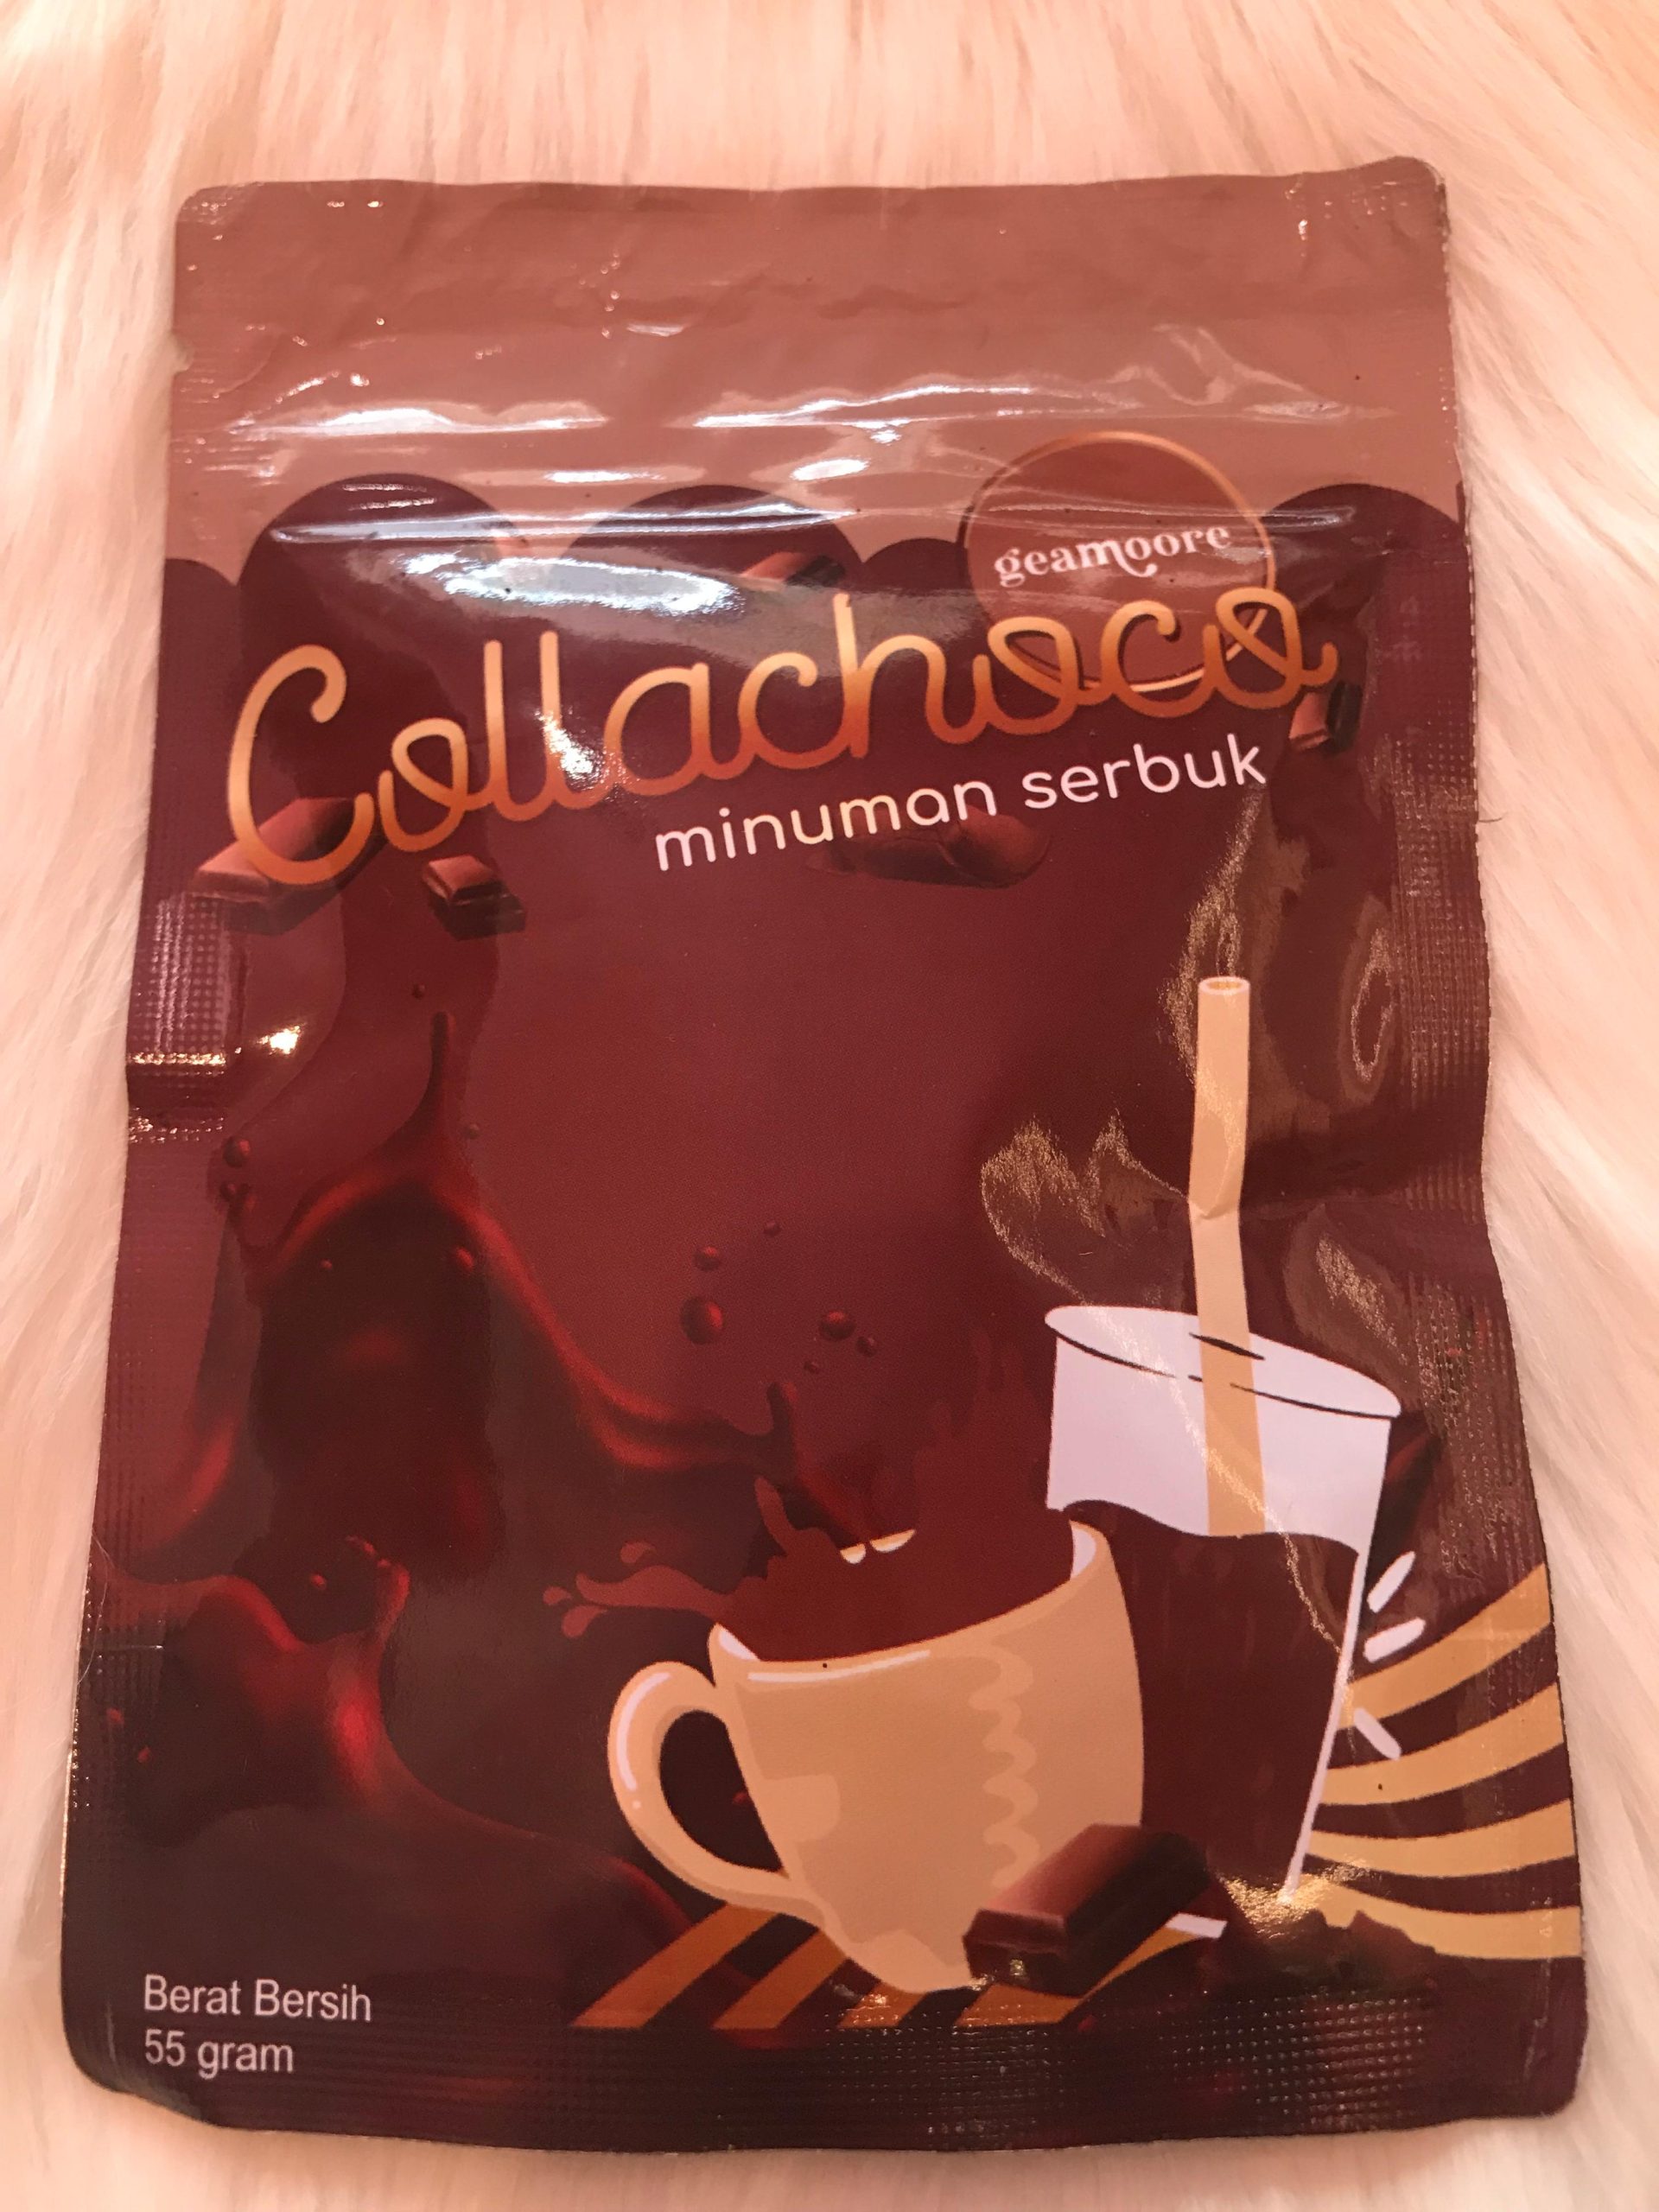 geamoore
Collachoco
minuman serbuk
Berat Bersih
55 gram